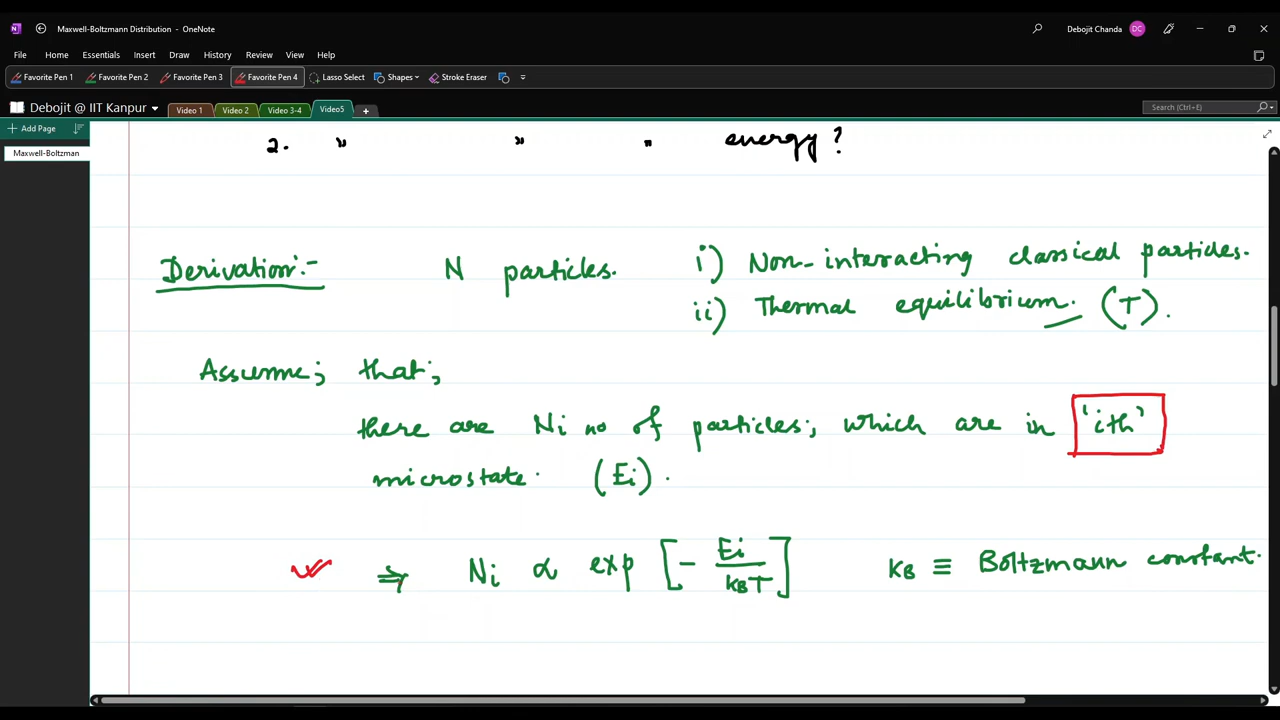 Maxwell-Boltzmann Distribution - OneNote
Debojit Chanda DC
File Home Essentials Insert Draw History Review View Help
Favorite Pen 1 Favorite Pen 2 Favorite Pen 3 Favorite Pen 4 Lasso Select Shapes Stroke Eraser
Debojit @ IIT Kanpur Video 1 Video 2 Video 3-4 Video5 + Search (Ctrl+E)
+ Add Page
Maxwell-Boltzman
2. " " " energy?
Derivation:- N particles. i) Non-interacting classical particles.
ii) Thermal equilibrium. (T).
Assume; that;
there are Ni no of particles; which are in 'ith'
microstate. (Ei).
⇒ Ni ∝ exp [- Ei/kBT] kB ≡ Boltzmann constant.